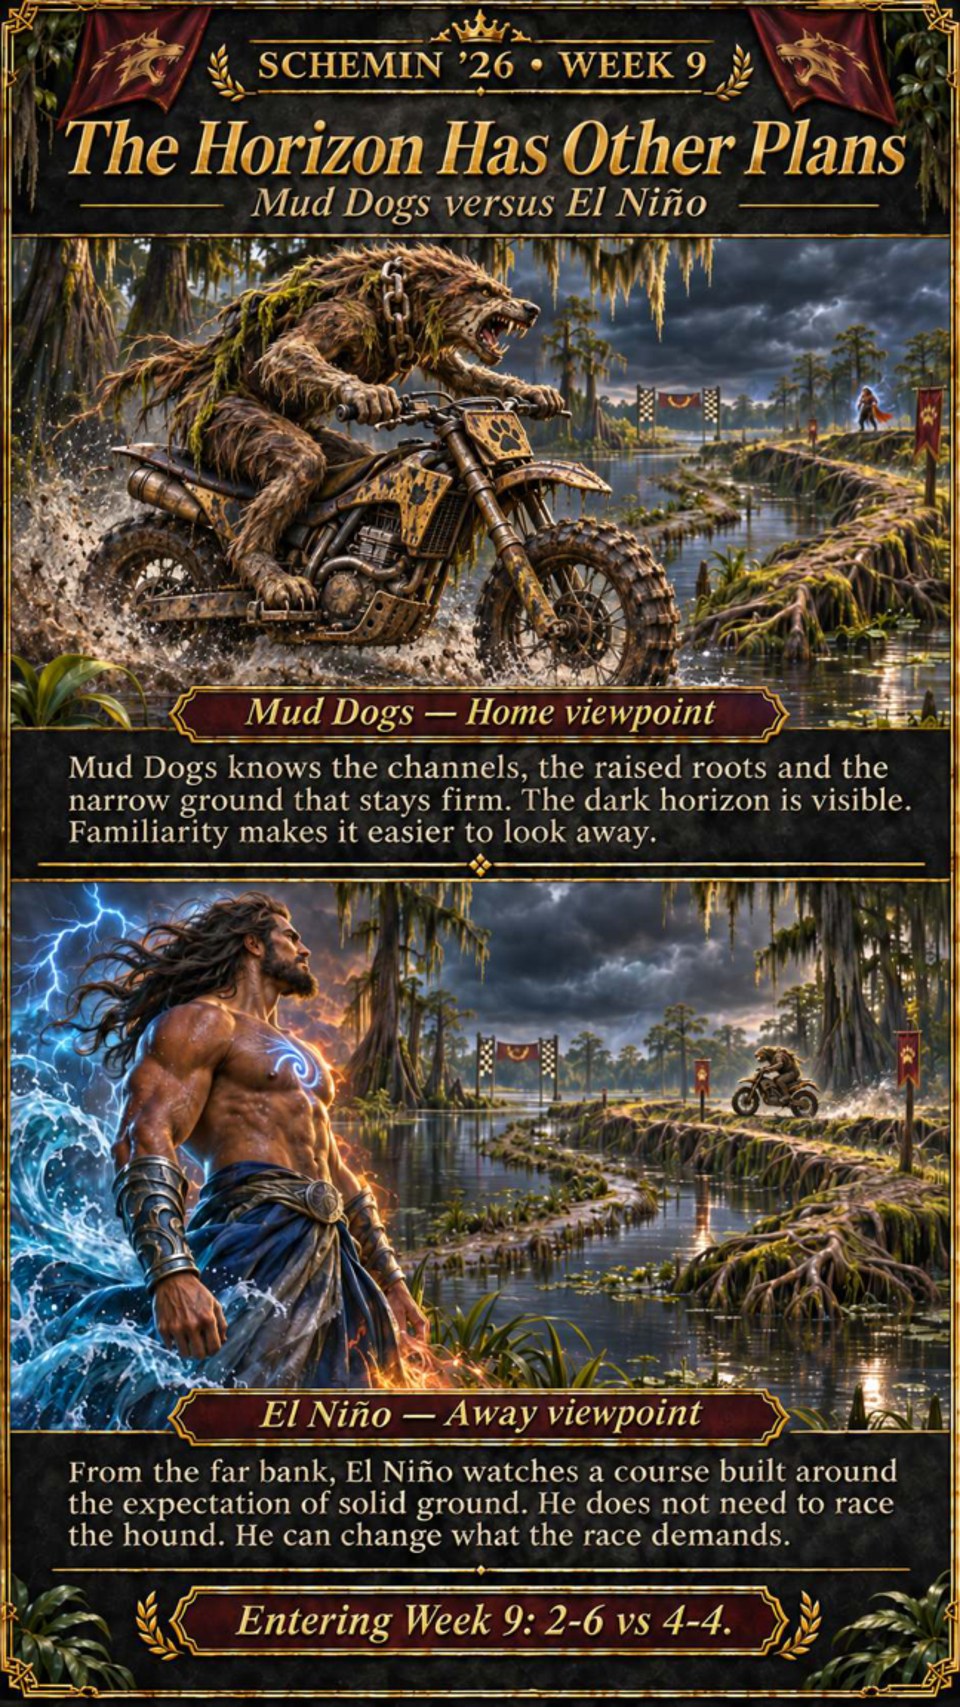 SCHEMIN ’26 • WEEK 9
The Horizon Has Other Plans
Mud Dogs versus El Niño
Mud Dogs — Home viewpoint
Mud Dogs knows the channels, the raised roots and the
narrow ground that stays firm. The dark horizon is visible.
Familiarity makes it easier to look away.
El Niño — Away viewpoint
From the far bank, El Niño watches a course built around
the expectation of solid ground. He does not need to race
the hound. He can change what the race demands.
Entering Week 9: 2-6 vs 4-4.